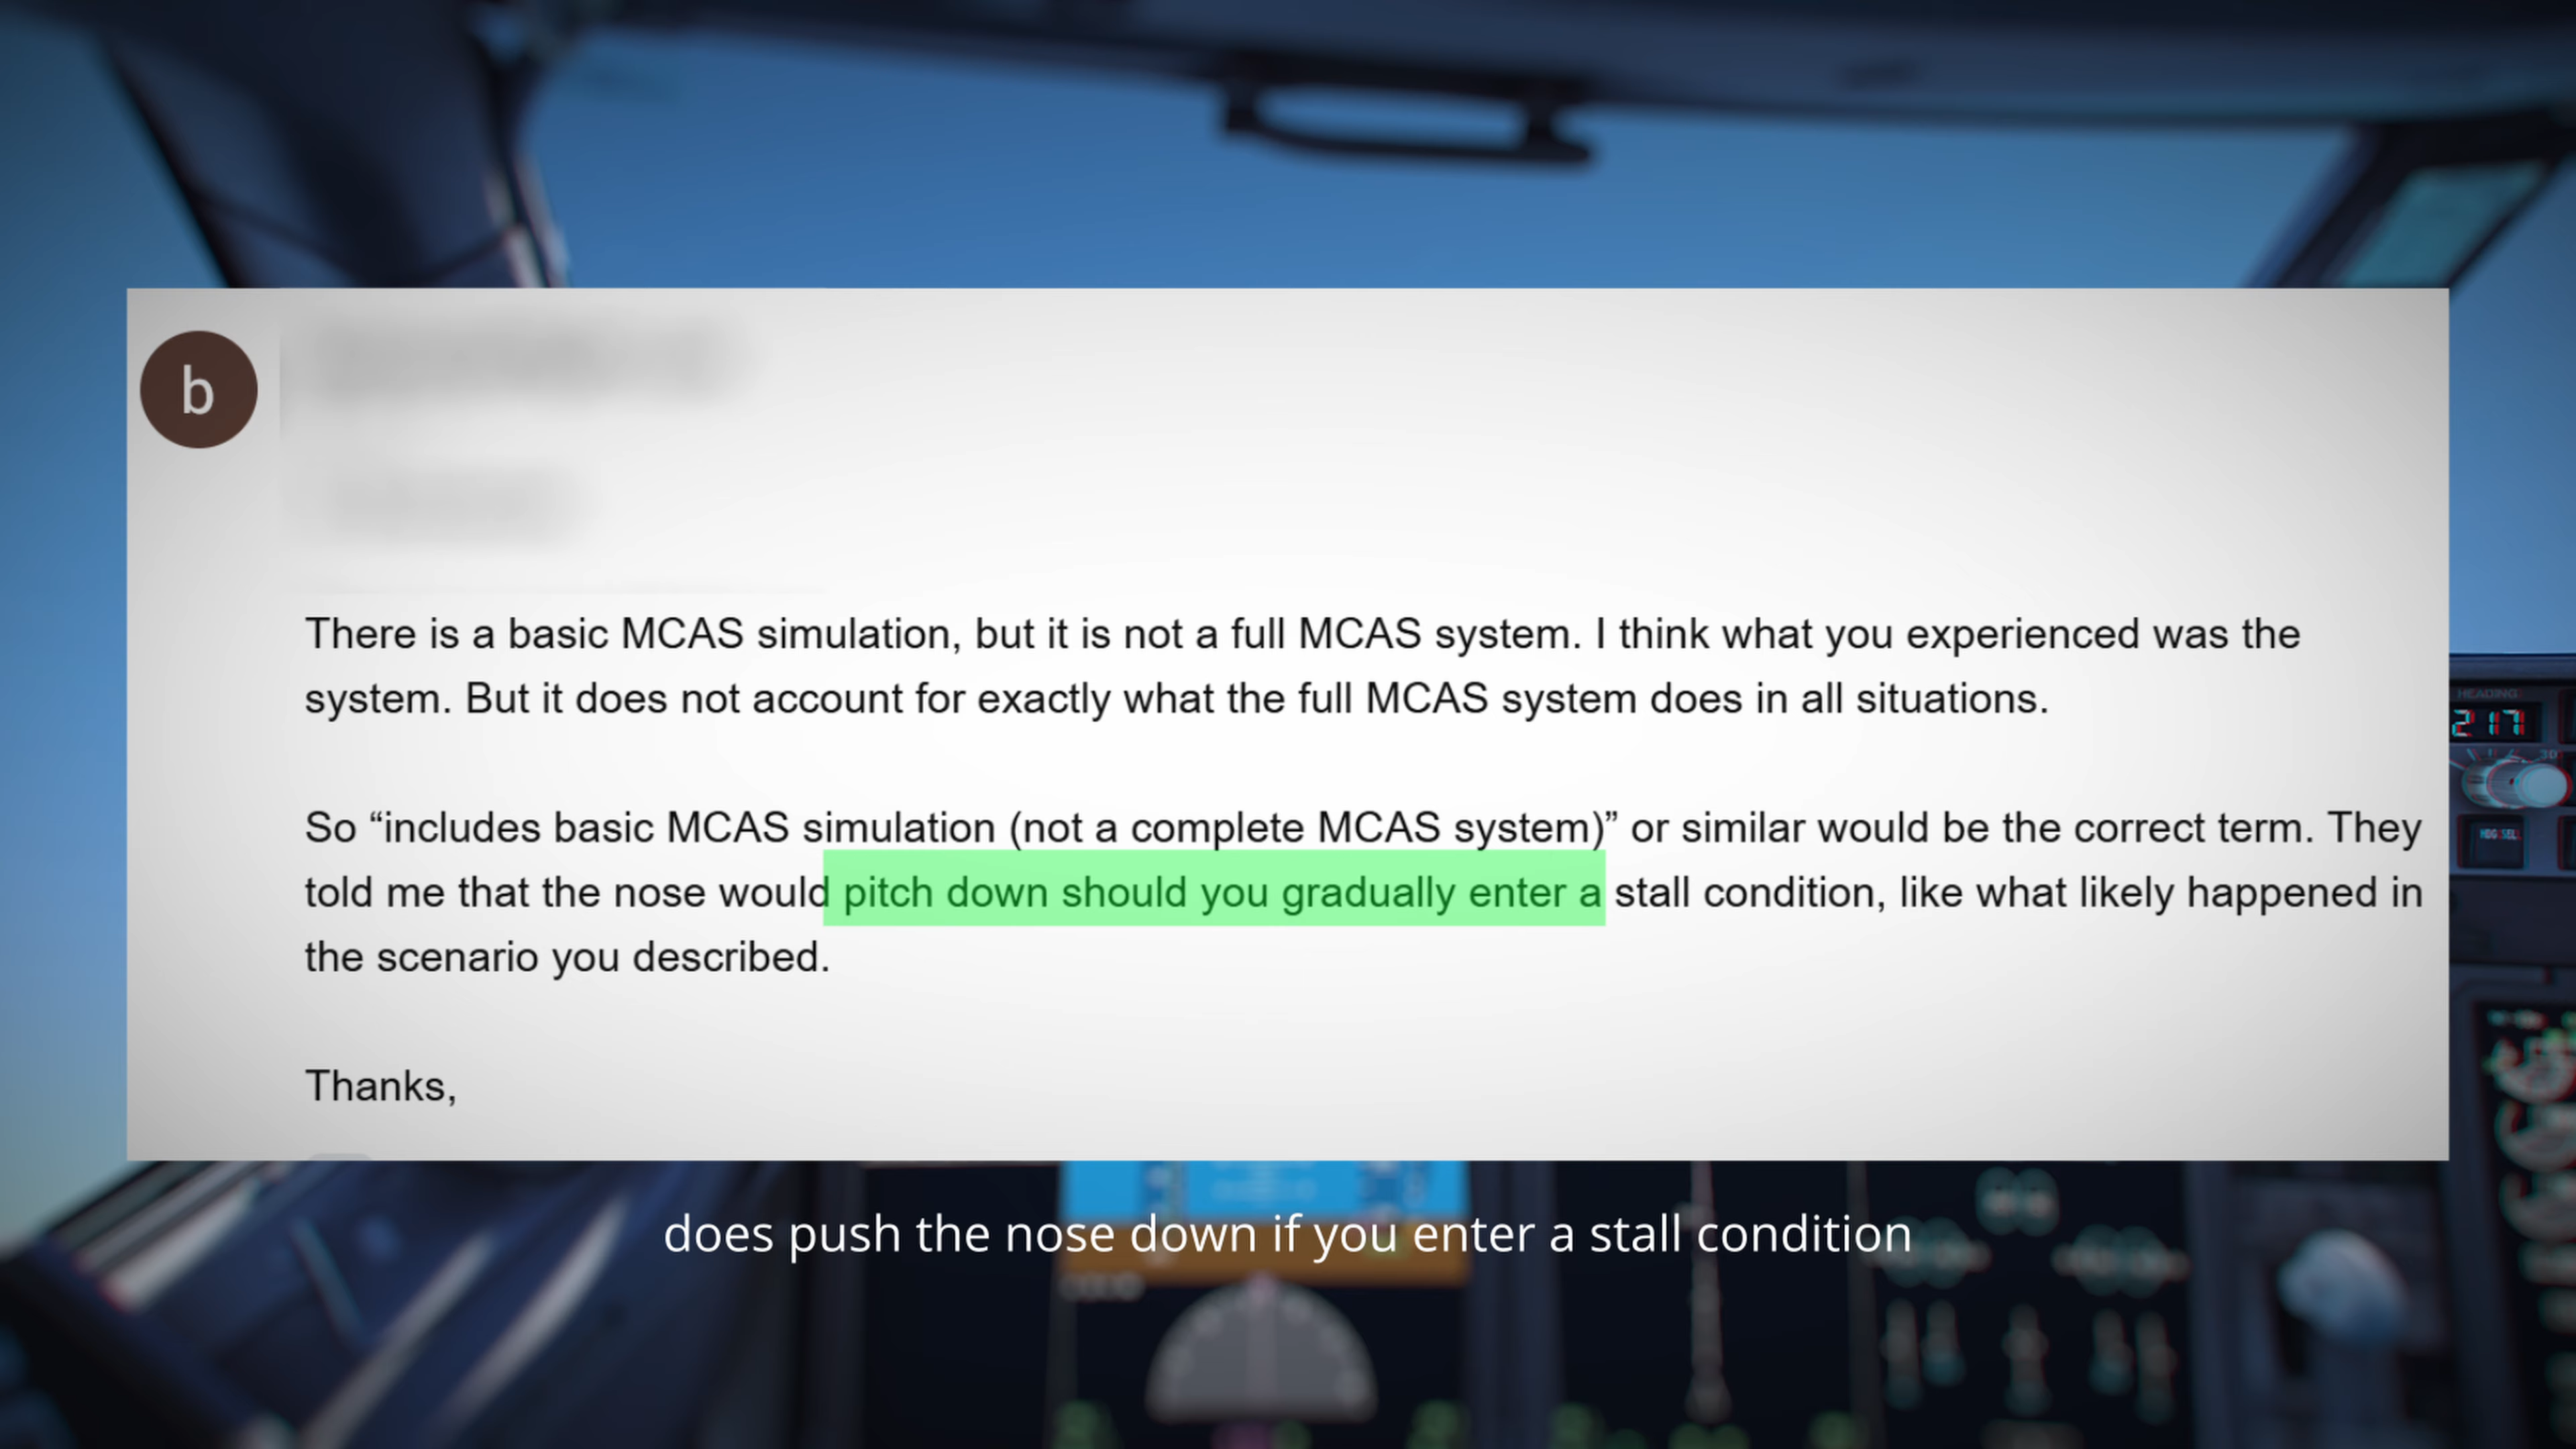 b
There is a basic MCAS simulation, but it is not a full MCAS system. I think what you experienced was the
system. But it does not account for exactly what the full MCAS system does in all situations.
So “includes basic MCAS simulation (not a complete MCAS system)” or similar would be the correct term. They
told me that the nose would pitch down should you gradually enter a stall condition, like what likely happened in
the scenario you described.
Thanks,
HEADING
217
30
HDG SEL
does push the nose down if you enter a stall condition